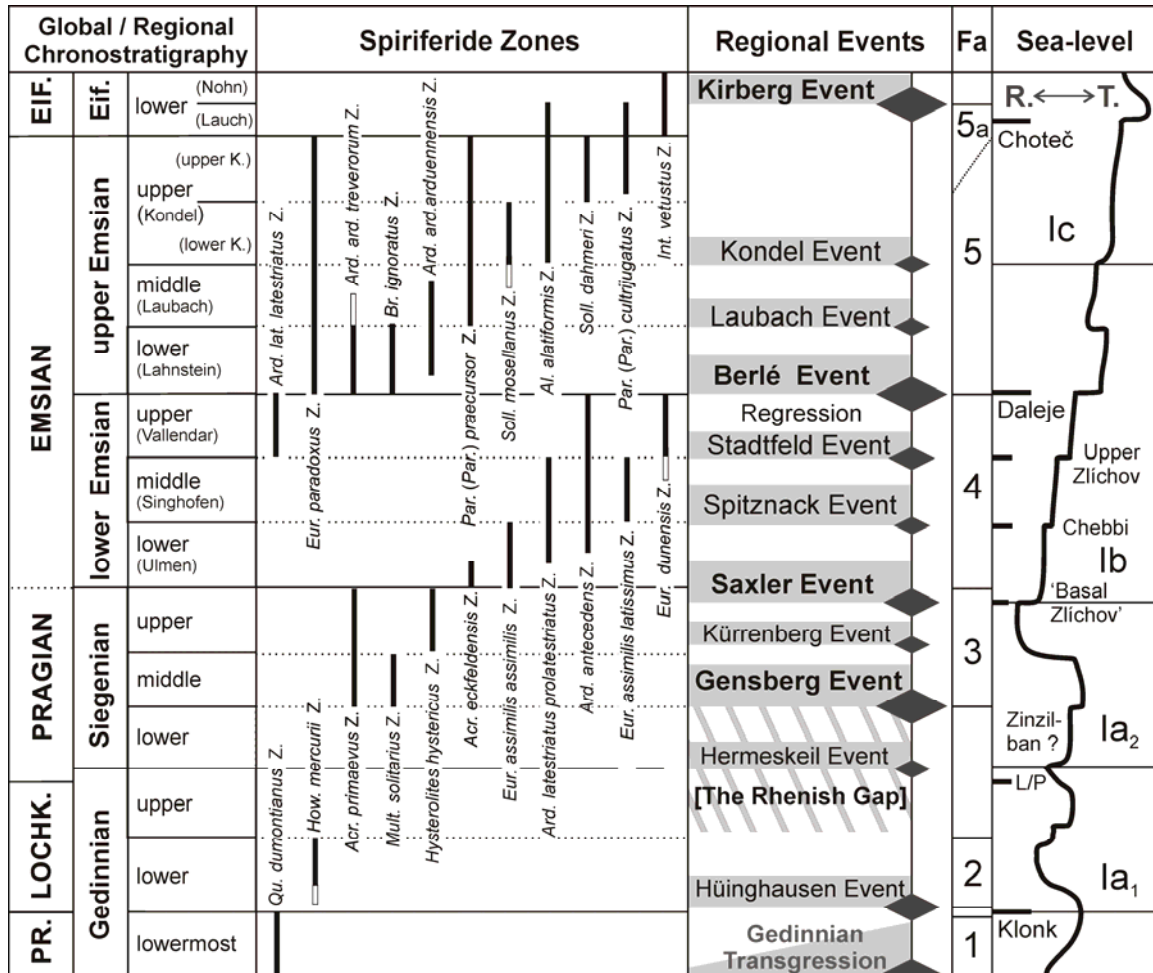 Global / Regional
Chronostratigraphy
Spiriferide Zones
Regional Events
Fa
Sea-level
EIF.
Eif.
lower
(Nohn)
(Lauch)
EMSIAN
upper Emsian
(upper K.)
upper
(Kondel)
(lower K.)
middle
(Laubach)
lower
(Lahnstein)
lower Emsian
upper
(Vallendar)
middle
(Singhofen)
lower
(Ulmen)
PRAGIAN
Siegenian
upper
middle
lower
LOCHK.
Gedinnian
upper
lower
PR.
lowermost
Ard. lat. latestriatus Z.
Eur. paradoxus Z.
Ard. ard. treverorum Z.
Br. ignoratus Z.
Ard. ard.arduennensis Z.
Par. (Par.) praecursor Z.
Soll. mosellanus Z.
Al. alatiformis Z.
Soll. dahmeri Z.
Par. (Par.) cultrijugatus Z.
Int. vetustus Z.
Qu. dumontianus Z.
How. mercurii Z.
Acr. primaevus Z.
Mult. solitarius Z.
Hysterolites hystericus Z.
Acr. eckfeldensis Z.
Eur. assimilis assimilis Z.
Ard. latestriatus prolatestriatus Z.
Ard. antecedens Z.
Eur. assimilis latissimus Z.
Eur. dunensis Z.
Kirberg Event
Kondel Event
Laubach Event
Berlé Event
Regression
Stadtfeld Event
Spitznack Event
Saxler Event
Kürrenberg Event
Gensberg Event
Hermeskeil Event
[The Rhenish Gap]
Hüinghausen Event
Gedinnian
Transgression
5a
5
4
3
2
1
R. T.
Choteč
Ic
Daleje
Upper
Zlíchov
Chebbi
Ib
'Basal
Zlíchov'
Zinzil-
ban ?
Ia2
L/P
Ia1
Klonk